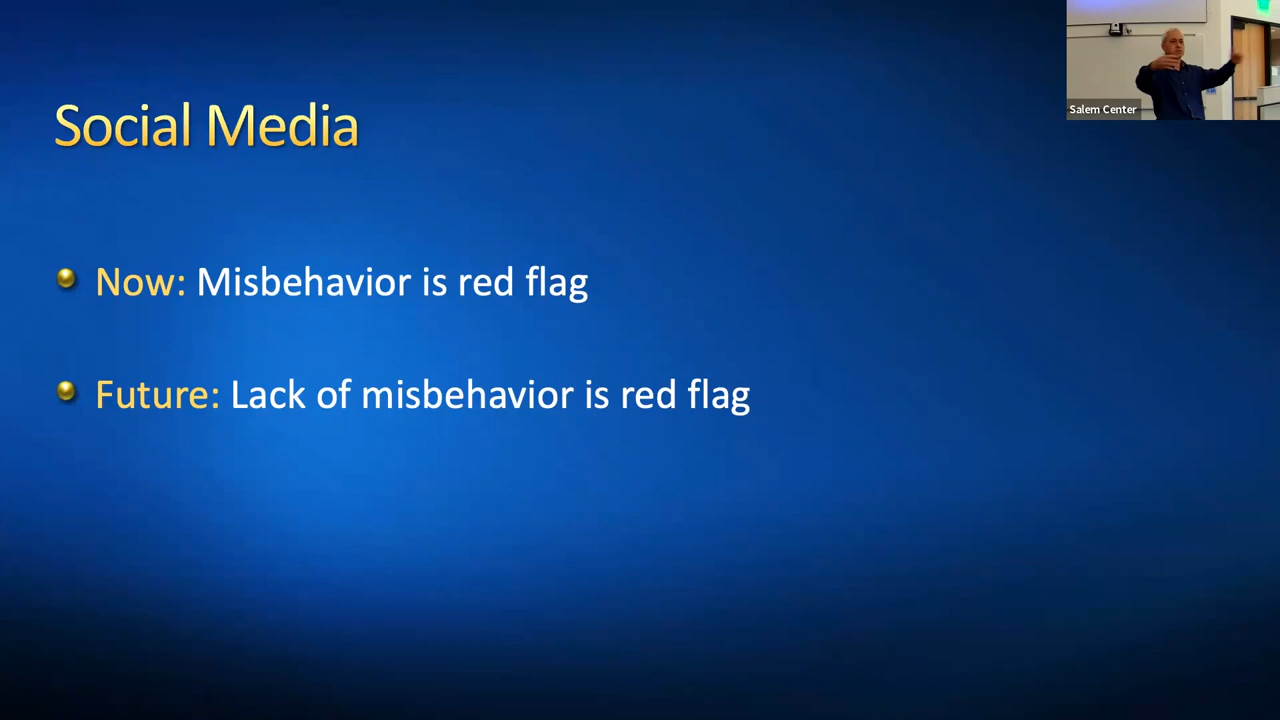 Salem Center
Social Media
Now: Misbehavior is red flag
Future: Lack of misbehavior is red flag